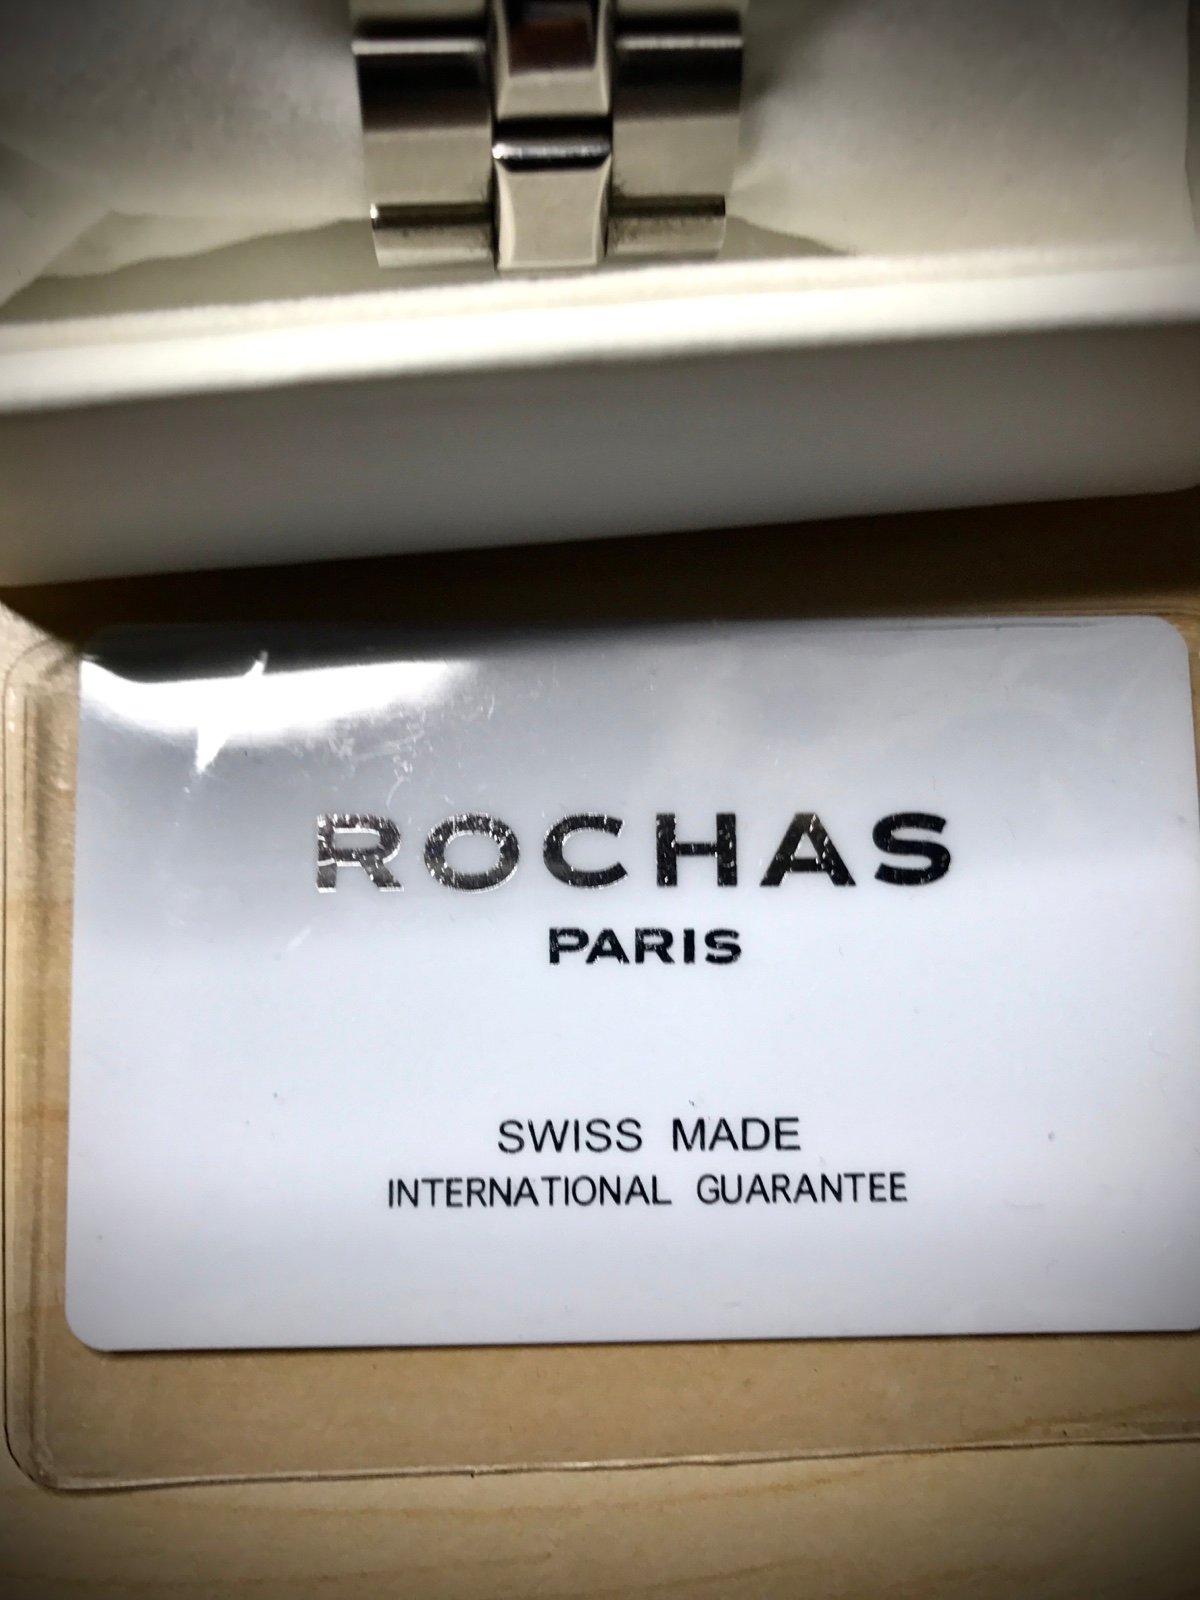 ROCHAS
PARIS
SWISS MADE
INTERNATIONAL GUARANTEE